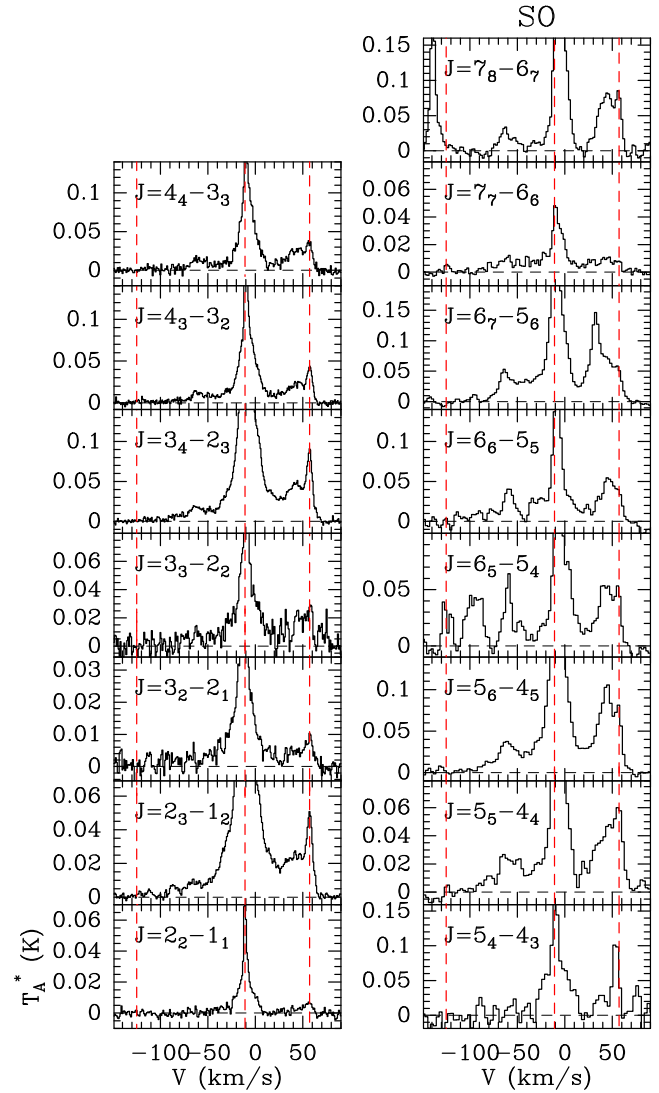 SO
0.15
0.1
0.05
0
J=7₈−6₇
0.1
0.05
0
J=4₄−3₃
0.06
0.04
0.02
0
J=7₇−6₆
0.1
0.05
0
J=4₃−3₂
0.15
0.1
0.05
0
J=6₇−5₆
0.1
0.05
0
J=3₄−2₃
0.1
0.05
0
J=6₆−5₅
0.06
0.04
0.02
0
J=3₃−2₂
0.05
0
J=6₅−5₄
0.03
0.02
0.01
0
J=3₂−2₁
0.1
0.05
0
J=5₆−4₅
0.06
0.04
0.02
0
J=2₃−1₂
0.06
0.04
0.02
0
J=5₅−4₄
0.06
0.04
0.02
0
J=2₂−1₁
0.15
0.1
0.05
0
J=5₄−4₃
T_A* (K)
−100 −50 0 50
−100 −50 0 50
V (km/s)
V (km/s)